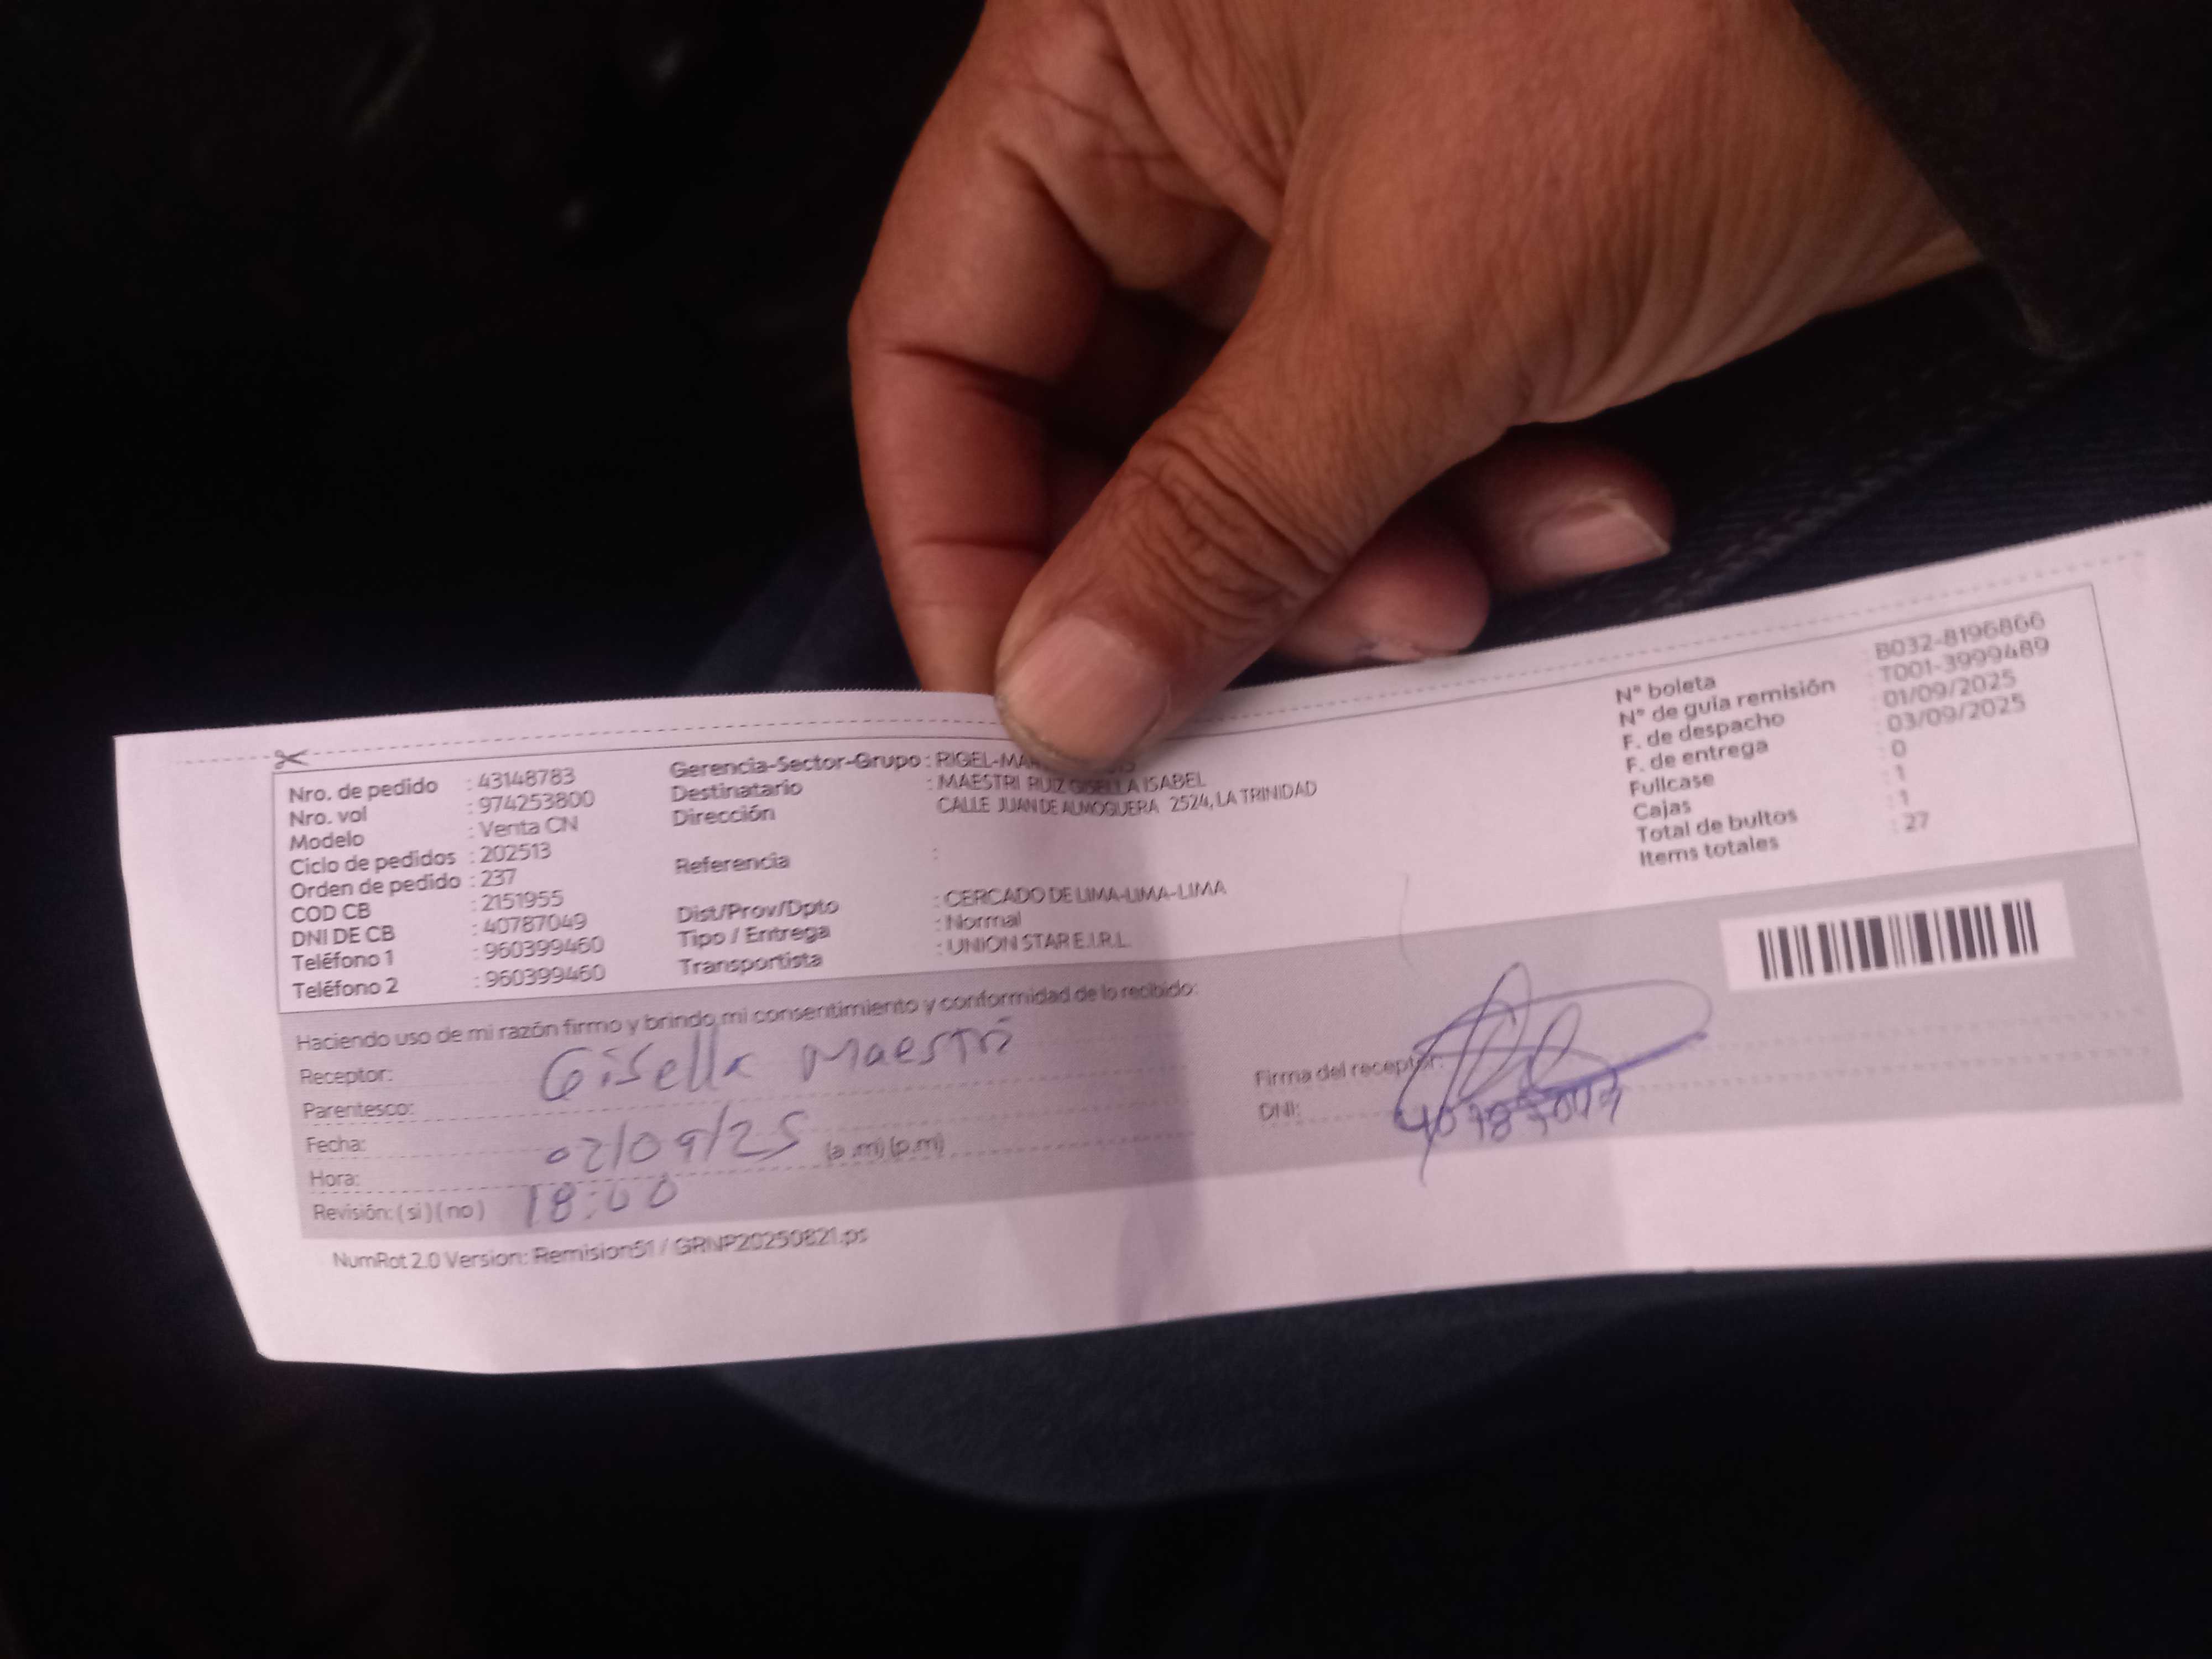 Nro. de pedido : 43148783
Nro. vol : 974253800
Modelo : Venta CN
Ciclo de pedidos : 202513
Orden de pedido : 237
COD CB : 2151955
DNI DE CB : 40787049
Teléfono 1 : 960399460
Teléfono 2 : 960399460
Gerencia-Sector-Grupo : RIGEL-
Destinatario : MAESTRI RUIZ GISELLA ISABEL
Dirección CALLE JUAN DE ALMOGUERA 2524, LA TRINIDAD
Referencia :
Dist/Prov/Dpto : CERCADO DE LIMA-LIMA-LIMA
Tipo / Entrega : Normal
Transportista : UNION STAR E.I.R.L.
N° boleta : B032-8196866
N° de guía remisión : T001-3999489
F. de despacho : 01/09/2025
F. de entrega : 03/09/2025
Fullcase : 0
Cajas : 1
Total de bultos : 1
Items totales : 27
Haciendo uso de mi razón firmo y brindo mi consentimiento y conformidad de lo recibido:
Receptor: Gisella Maestri
Parentesco:
Fecha: 02/09/25
Hora: 18:00 (a .m) (p.m)
Revisión: ( si ) ( no )
Firma del receptor:
DNI: 40787049
NumRot 2.0 Version: Remision51 / GRNP20250821.ps